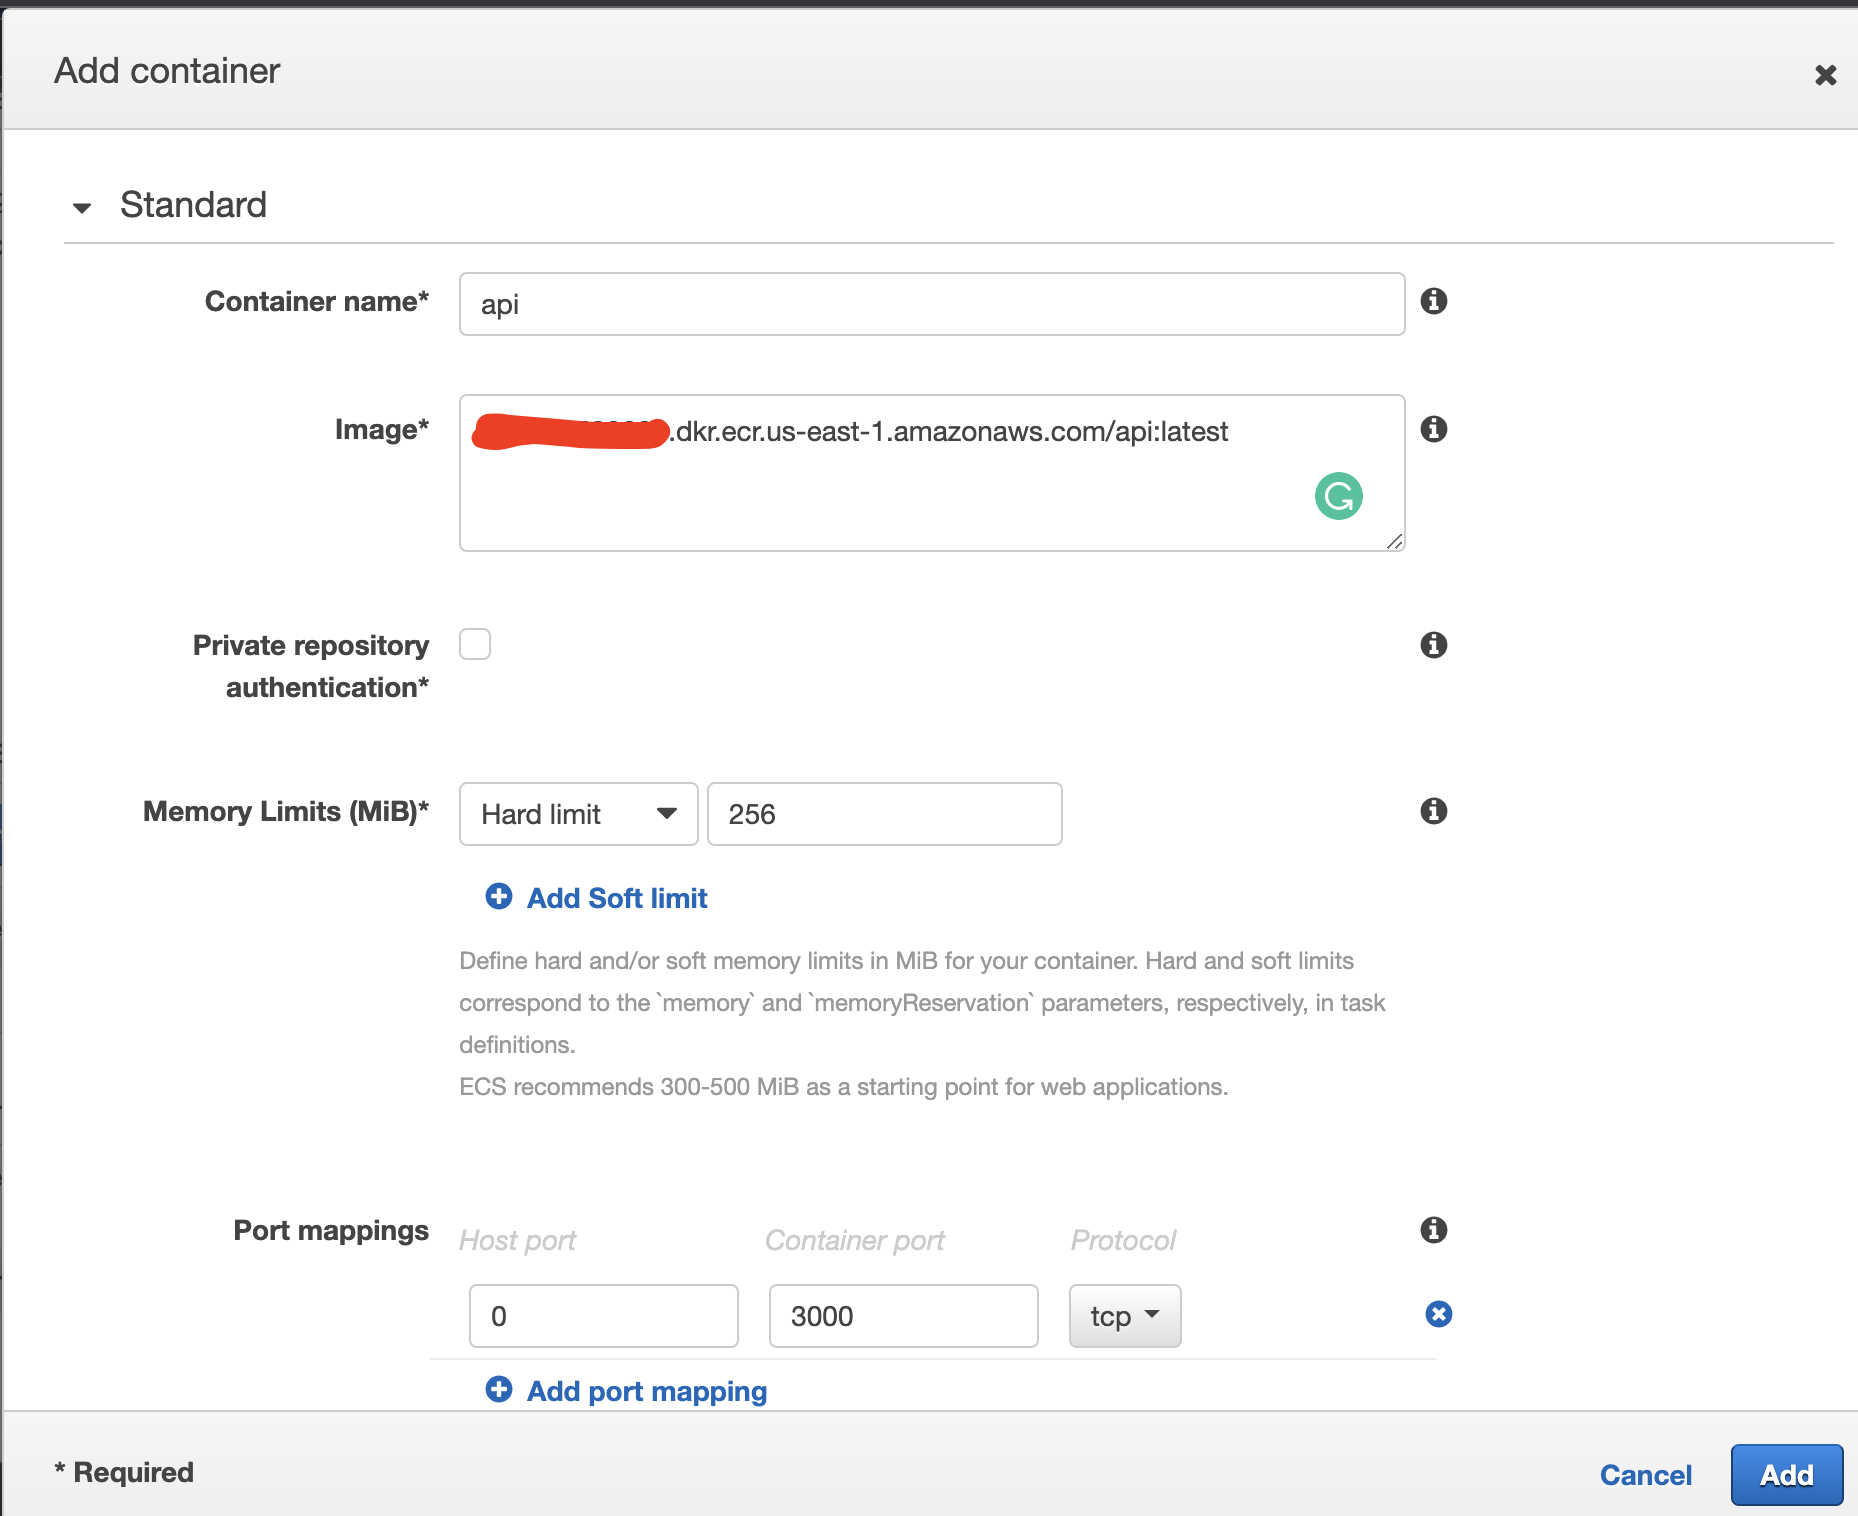 Add container
Standard
Container name*
api
Image*
.dkr.ecr.us-east-1.amazonaws.com/api:latest
Private repository
authentication*
Memory Limits (MiB)*
Hard limit
256
Add Soft limit
Define hard and/or soft memory limits in MiB for your container. Hard and soft limits
correspond to the `memory` and `memoryReservation` parameters, respectively, in task
definitions.
ECS recommends 300-500 MiB as a starting point for web applications.
Port mappings
Host port
Container port
Protocol
0
3000
tcp
Add port mapping
* Required
Cancel
Add